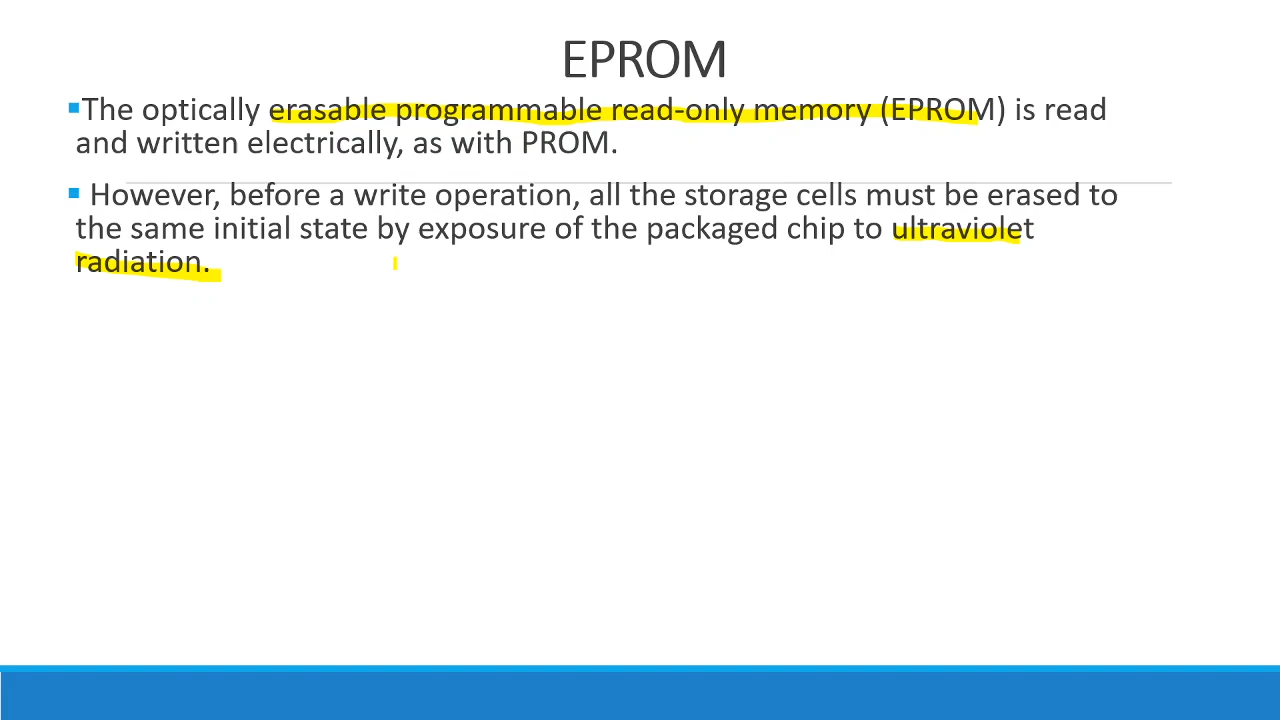 EPROM
▪The optically erasable programmable read-only memory (EPROM) is read
and written electrically, as with PROM.
▪ However, before a write operation, all the storage cells must be erased to
the same initial state by exposure of the packaged chip to ultraviolet
radiation.